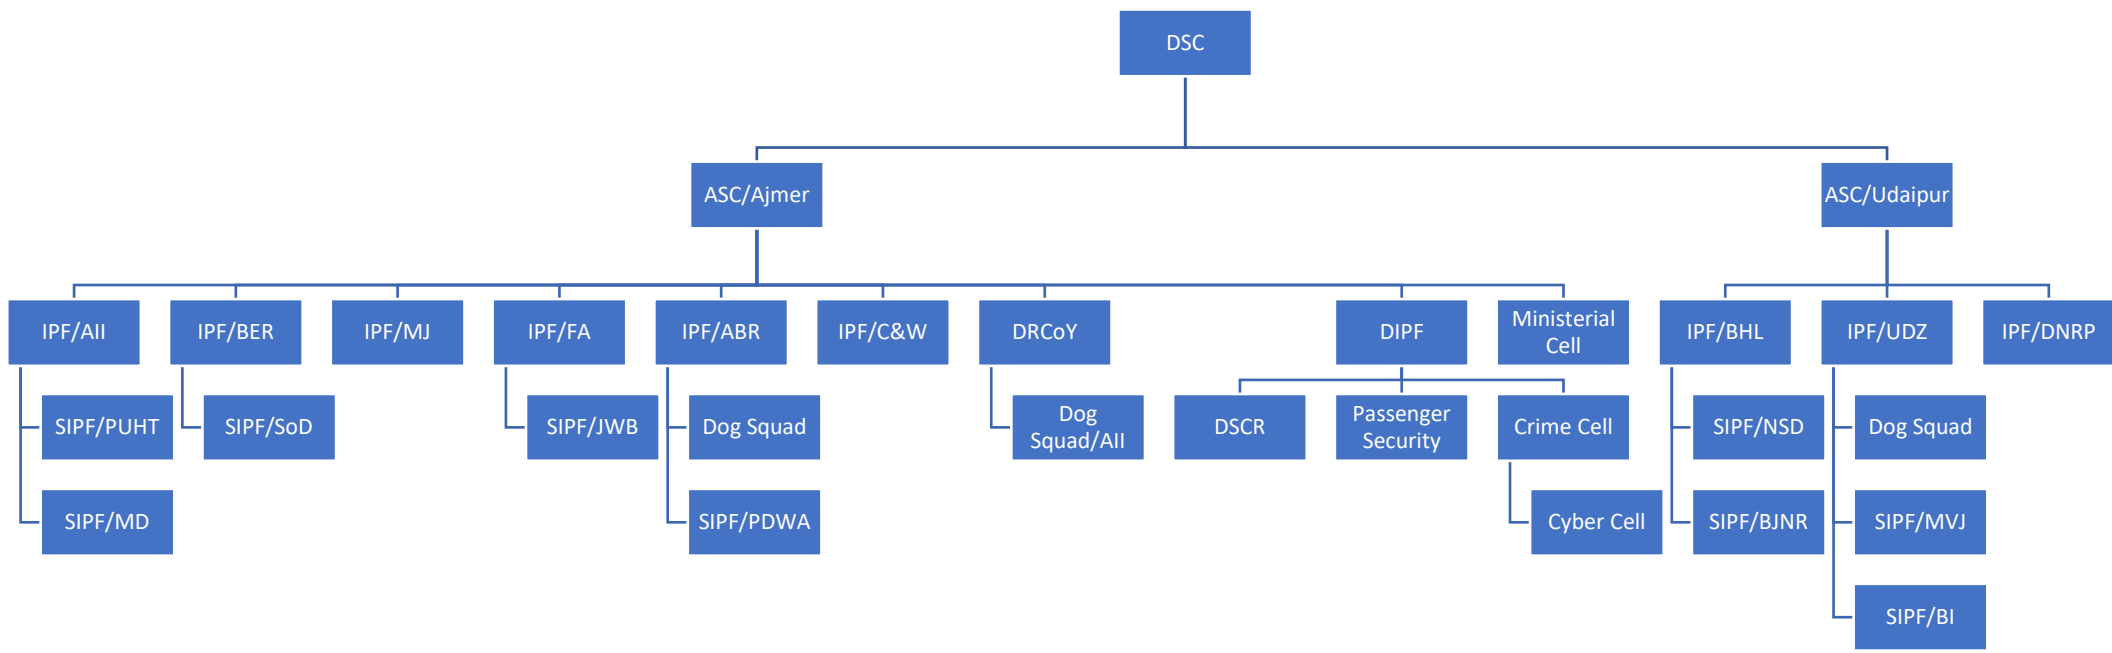 DSC
ASC/Ajmer
ASC/Udaipur
IPF/AII
IPF/BER
IPF/MJ
IPF/FA
IPF/ABR
IPF/C&W
DRCoY
DIPF
Ministerial
Cell
IPF/BHL
IPF/UDZ
IPF/DNRP
SIPF/PUHT
SIPF/SoD
SIPF/JWB
Dog Squad
Dog
Squad/AII
DSCR
Passenger
Security
Crime Cell
SIPF/NSD
Dog Squad
SIPF/MD
SIPF/PDWA
Cyber Cell
SIPF/BJNR
SIPF/MVJ
SIPF/BI